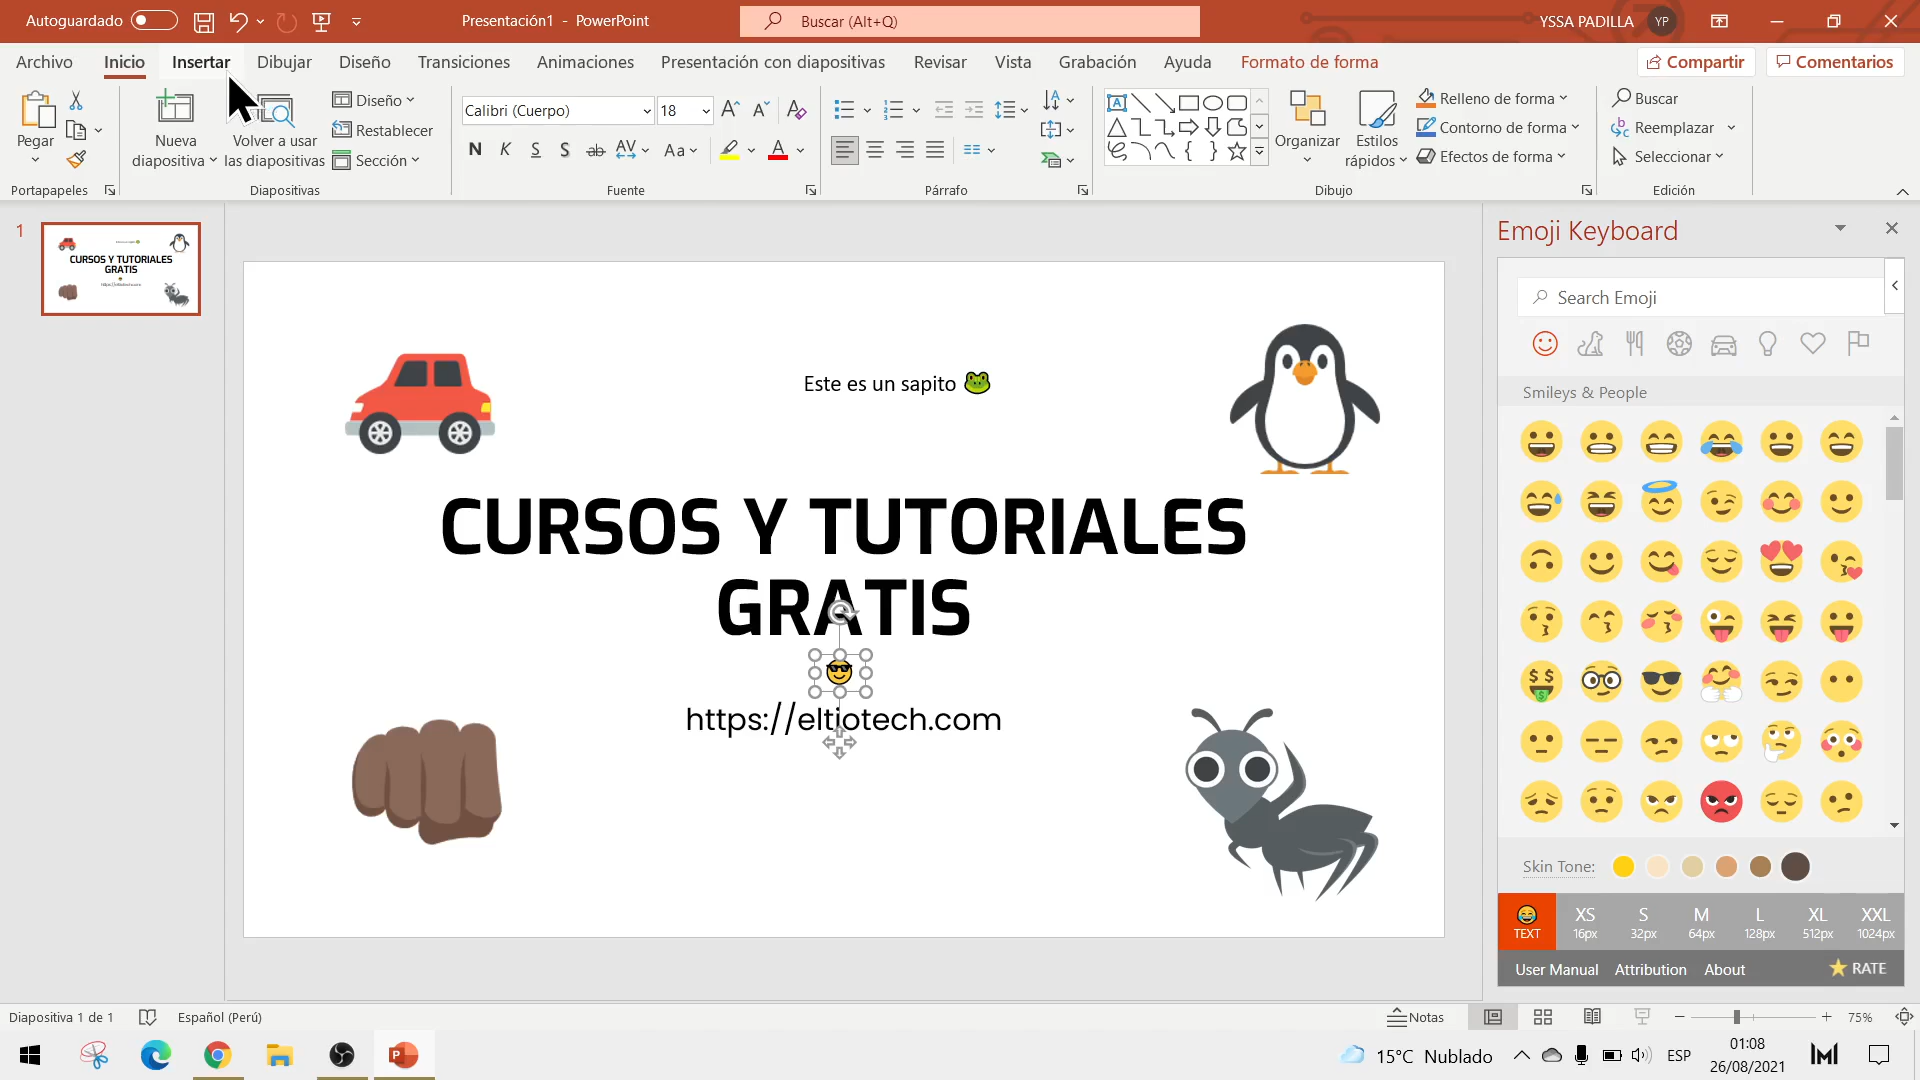 Autoguardado
Presentación1 - PowerPoint
Buscar (Alt+Q)
YSSA PADILLA
YP
Archivo Inicio Insertar Dibujar Diseño Transiciones Animaciones Presentación con diapositivas Revisar Vista Grabación Ayuda Formato de forma
Compartir
Comentarios
Pegar
Portapapeles
Nueva
diapositiva
Volver a usar
las diapositivas
Diseño
Restablecer
Sección
Diapositivas
Calibri (Cuerpo)
18
N K S S ab AV Aa A
Fuente
Párrafo
Organizar
Estilos
rápidos
Relleno de forma
Contorno de forma
Efectos de forma
Dibujo
Buscar
Reemplazar
Seleccionar
Edición
1
CURSOS Y TUTORIALES
GRATIS
Este es un sapito
CURSOS Y TUTORIALES
GRATIS
https://eltiotech.com
Emoji Keyboard
Search Emoji
Smileys & People
Skin Tone:
TEXT
XS
16px
S
32px
M
64px
L
128px
XL
512px
XXL
1024px
User Manual Attribution About RATE
Diapositiva 1 de 1
Español (Perú)
Notas
75%
15°C Nublado
ESP
01:08
26/08/2021